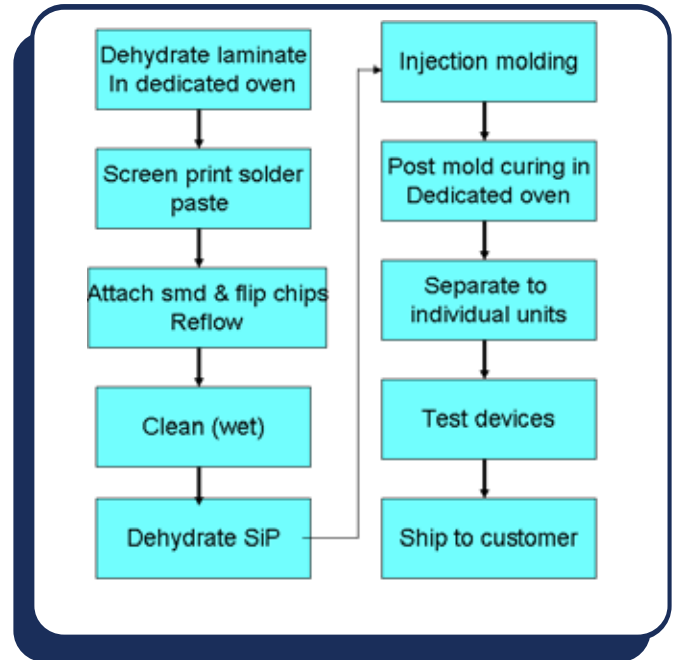 Dehydrate laminate
In dedicated oven
Screen print solder
paste
Attach smd & flip chips
Reflow
Clean (wet)
Dehydrate SiP
Injection molding
Post mold curing in
Dedicated oven
Separate to
individual units
Test devices
Ship to customer